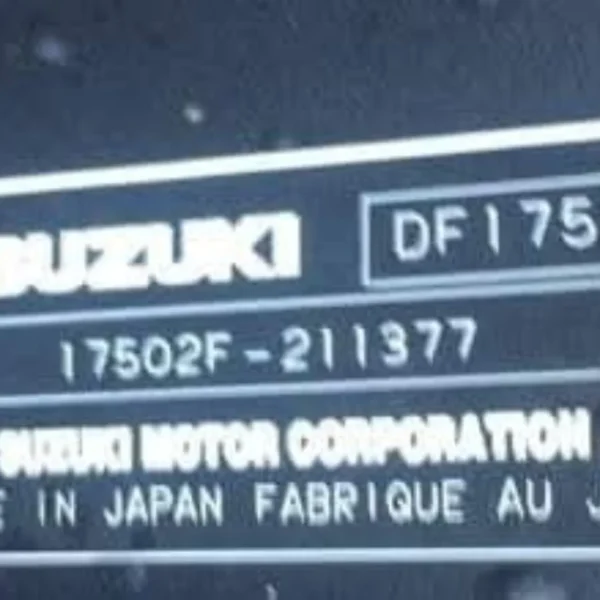 SUZUKI DF175
17502F-211377
SUZUKI MOTOR CORPORATION
E IN JAPAN FABRIQUE AU J